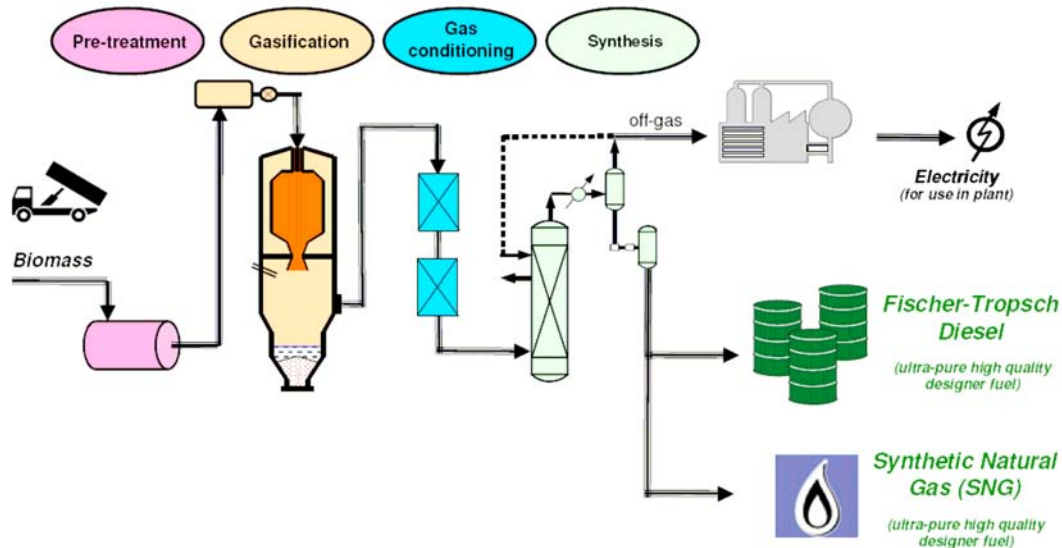 Pre-treatment
Gasification
Gas
conditioning
Synthesis
off-gas
Electricity
(for use in plant)
Biomass
Fischer-Tropsch
Diesel
(ultra-pure high quality
designer fuel)
Synthetic Natural
Gas (SNG)
(ultra-pure high quality
designer fuel)